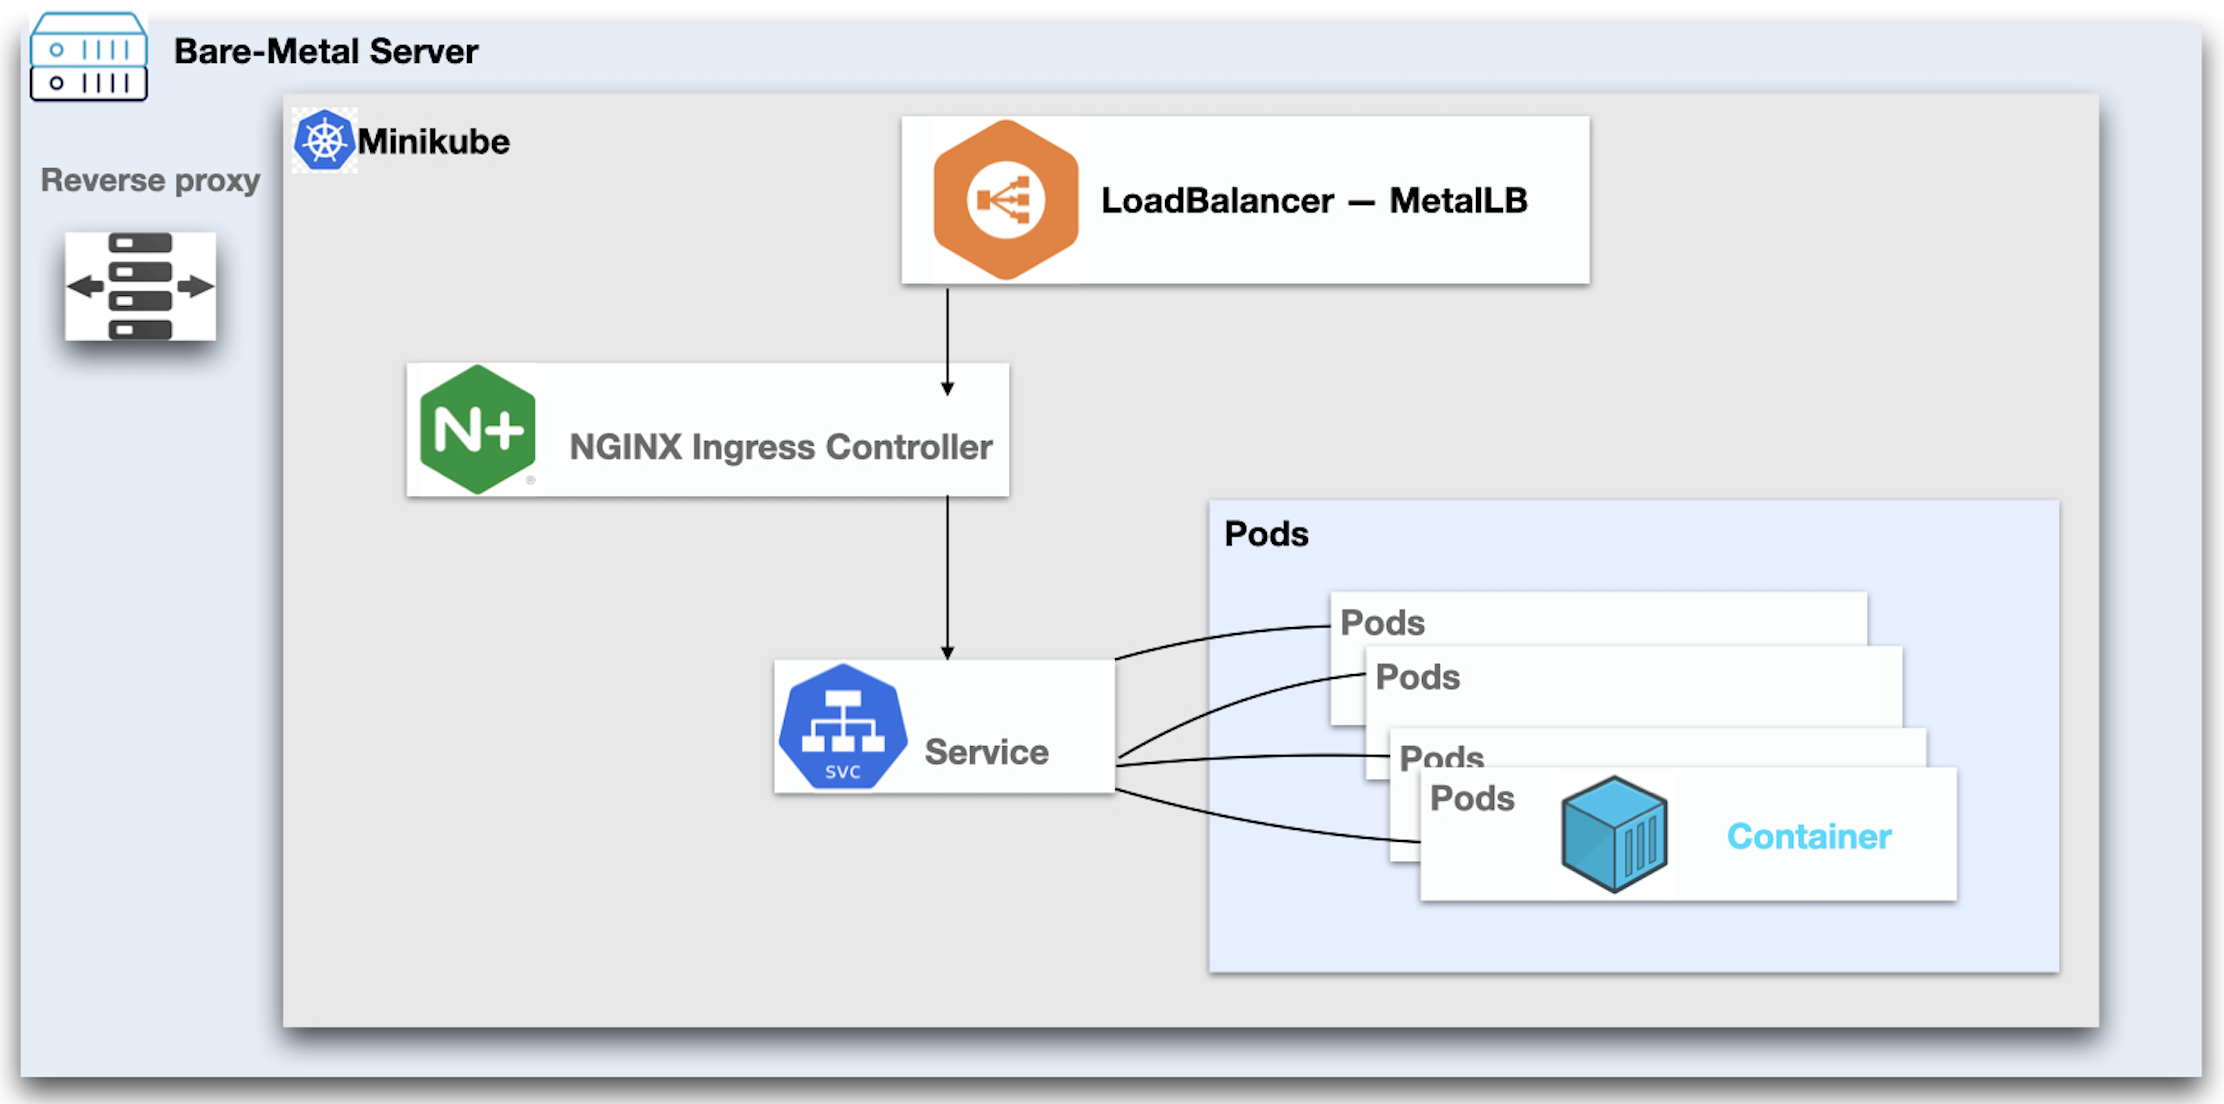 Bare-Metal Server
Minikube
Reverse proxy
LoadBalancer — MetalLB
N+
®
NGINX Ingress Controller
Pods
Pods
Pods
Pods
Pods
Container
Service
svc